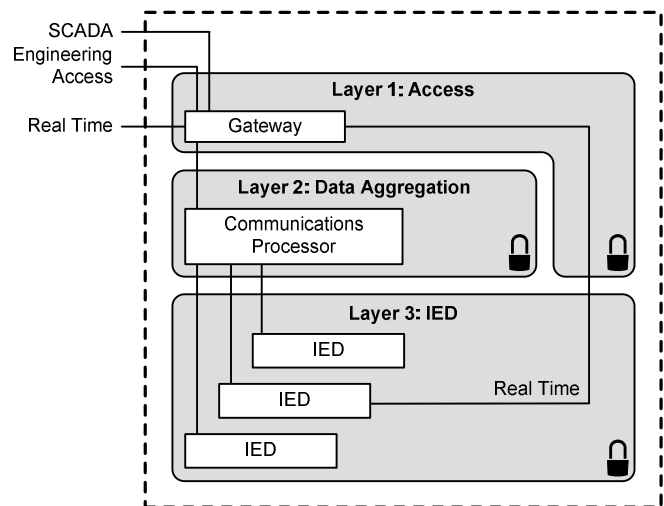 SCADA
Engineering
Access
Layer 1: Access
Real Time
Gateway
Layer 2: Data Aggregation
Communications
Processor
Layer 3: IED
IED
Real Time
IED
IED